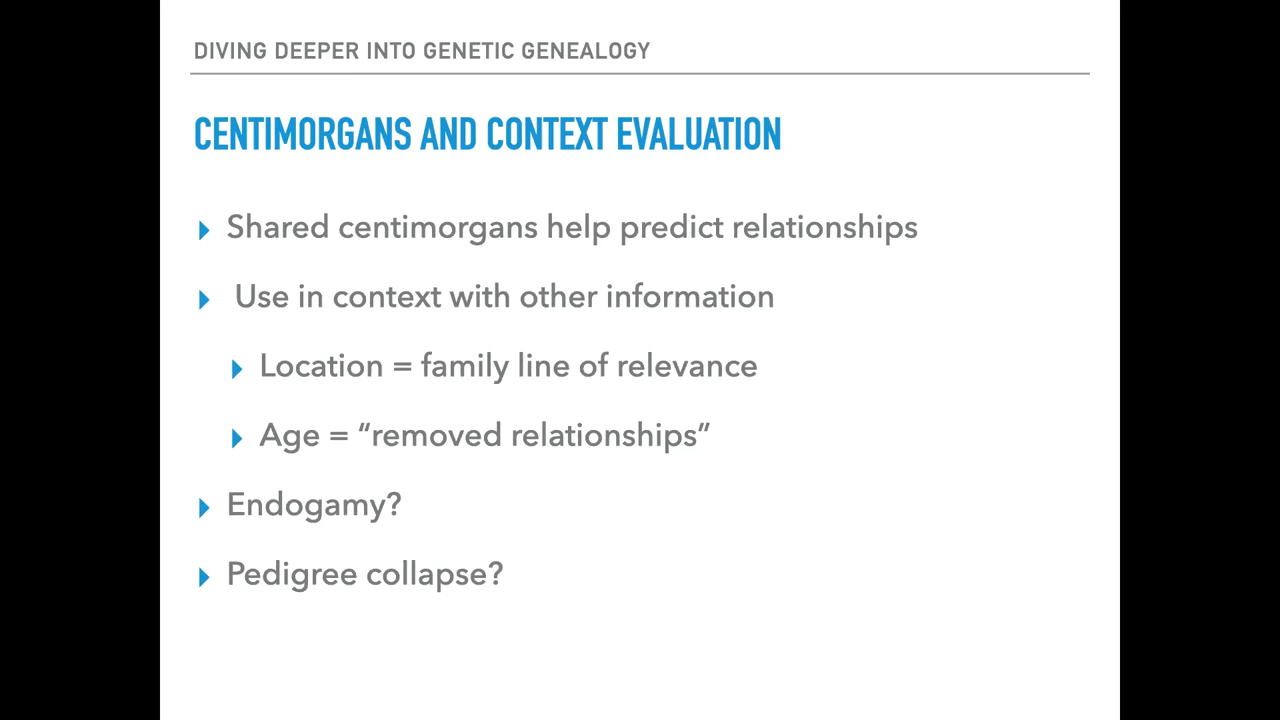 DIVING DEEPER INTO GENETIC GENEALOGY
CENTIMORGANS AND CONTEXT EVALUATION
Shared centimorgans help predict relationships
Use in context with other information
Location = family line of relevance
Age = “removed relationships”
Endogamy?
Pedigree collapse?